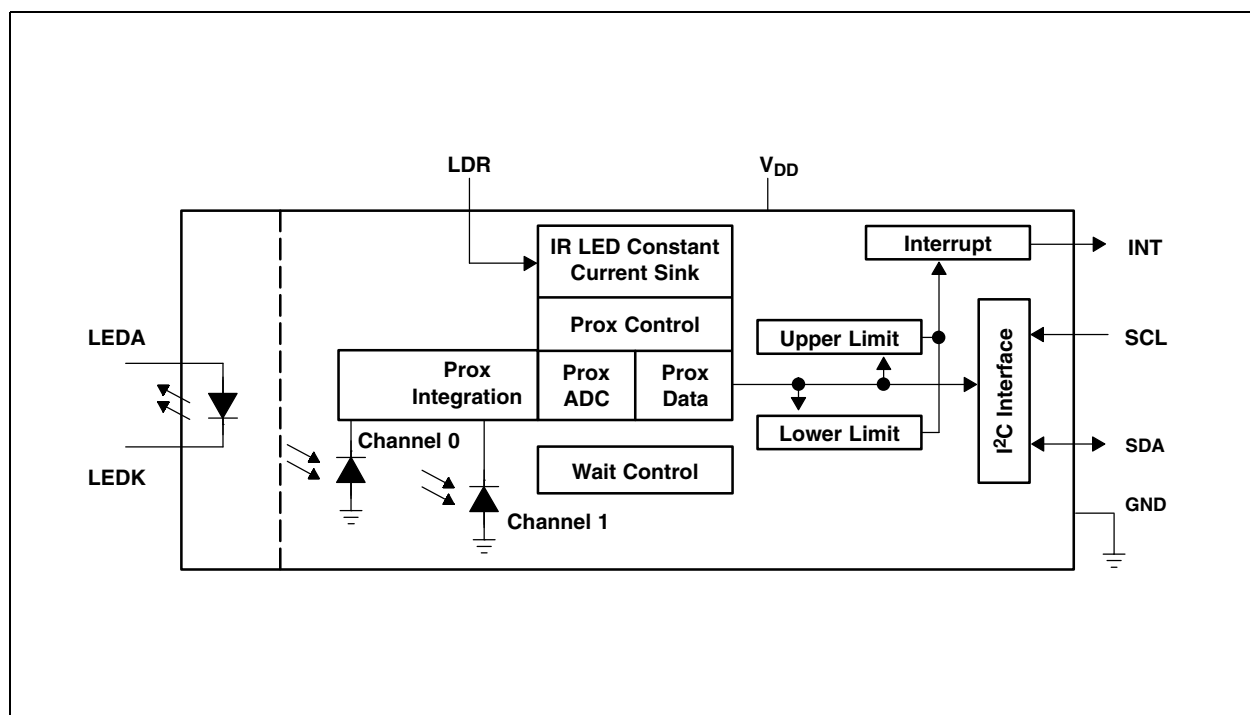 LDR
V_DD
IR LED Constant
Current Sink
Interrupt
INT
Prox Control
Upper Limit
SCL
LEDA
Prox
Integration
Prox
ADC
Prox
Data
I²C Interface
Lower Limit
Channel 0
SDA
LEDK
Wait Control
GND
Channel 1